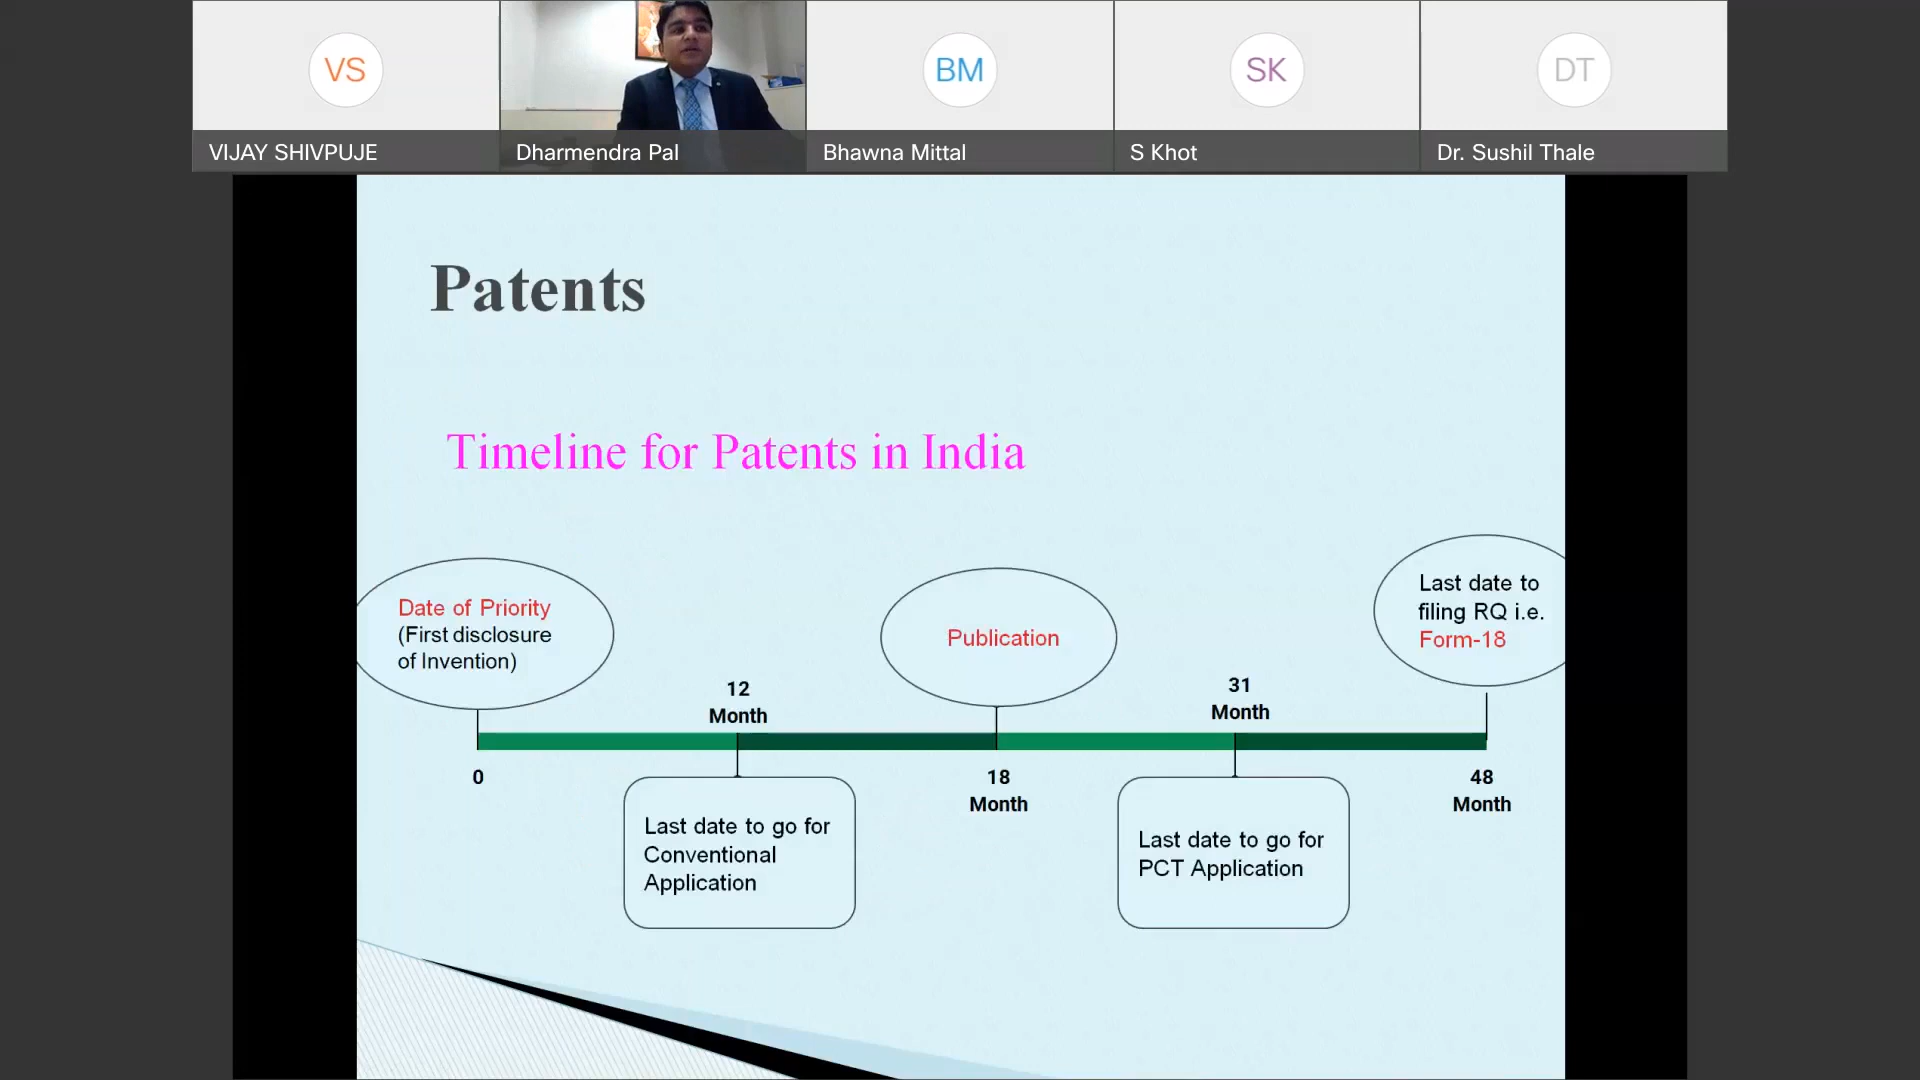 VS
BM
SK
DT
VIJAY SHIVPUJE
Dharmendra Pal
Bhawna Mittal
S Khot
Dr. Sushil Thale
Patents
Timeline for Patents in India
Date of Priority
(First disclosure
of Invention)
Publication
Last date to
filing RQ i.e.
Form-18
12
Month
31
Month
0
18
Month
48
Month
Last date to go for
Conventional
Application
Last date to go for
PCT Application